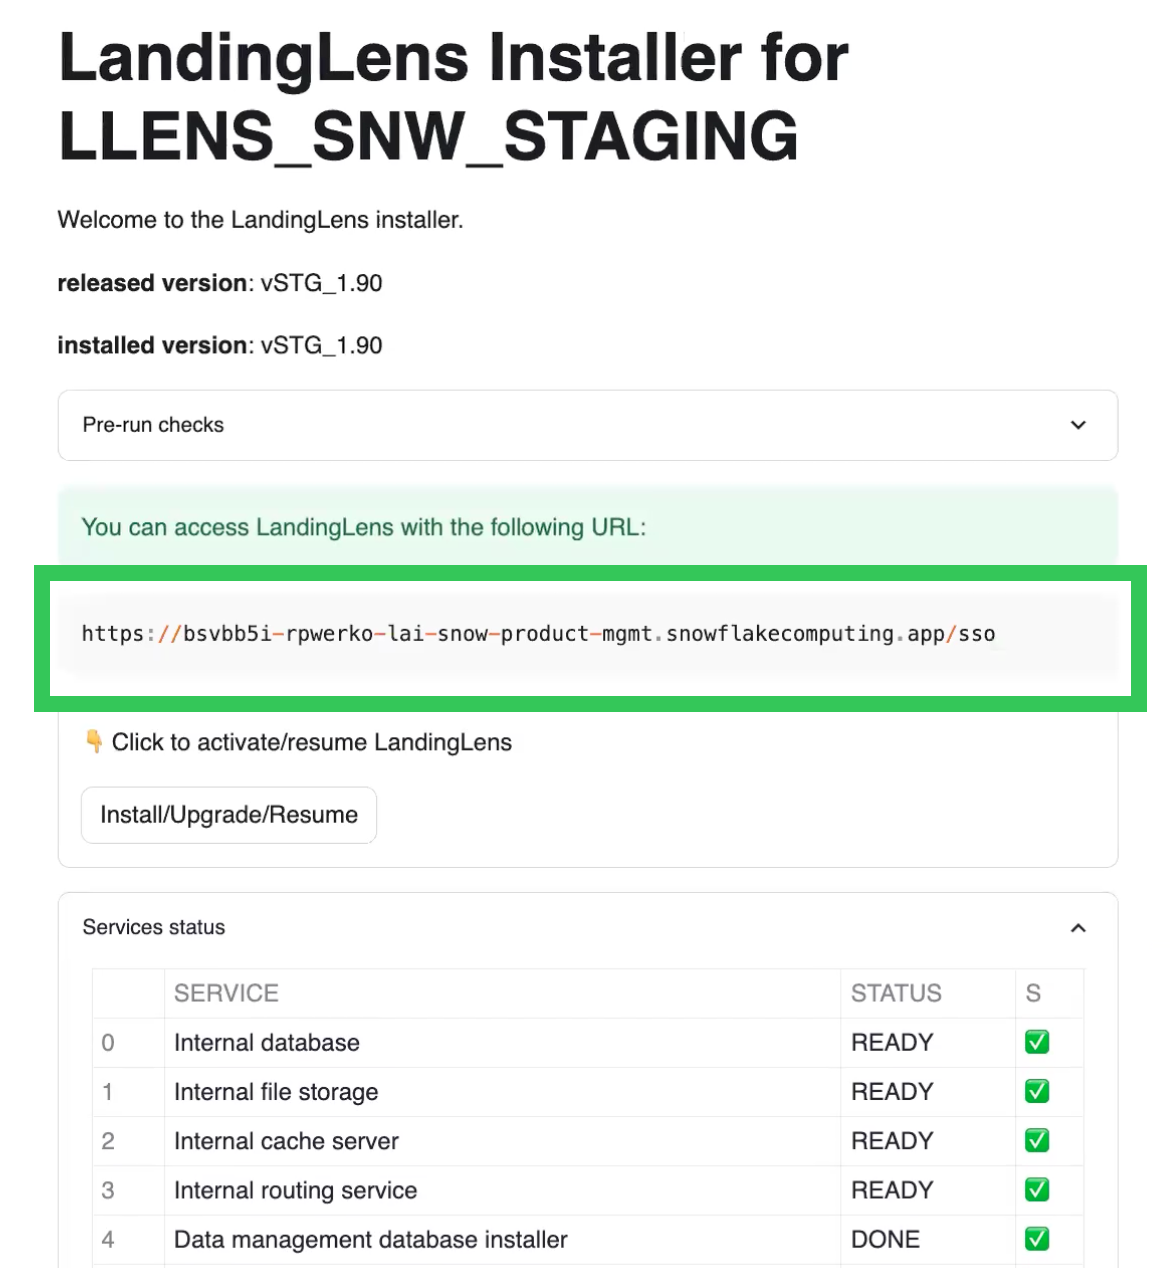 LandingLens Installer for
LLENS_SNW_STAGING
Welcome to the LandingLens installer.
released version: vSTG_1.90
installed version: vSTG_1.90
Pre-run checks
You can access LandingLens with the following URL:
https://bsvbb5i-rpwerko-lai-snow-product-mgmt.snowflakecomputing.app/sso
👇 Click to activate/resume LandingLens
Install/Upgrade/Resume
Services status
SERVICE STATUS S
0 Internal database READY ✅
1 Internal file storage READY ✅
2 Internal cache server READY ✅
3 Internal routing service READY ✅
4 Data management database installer DONE ✅